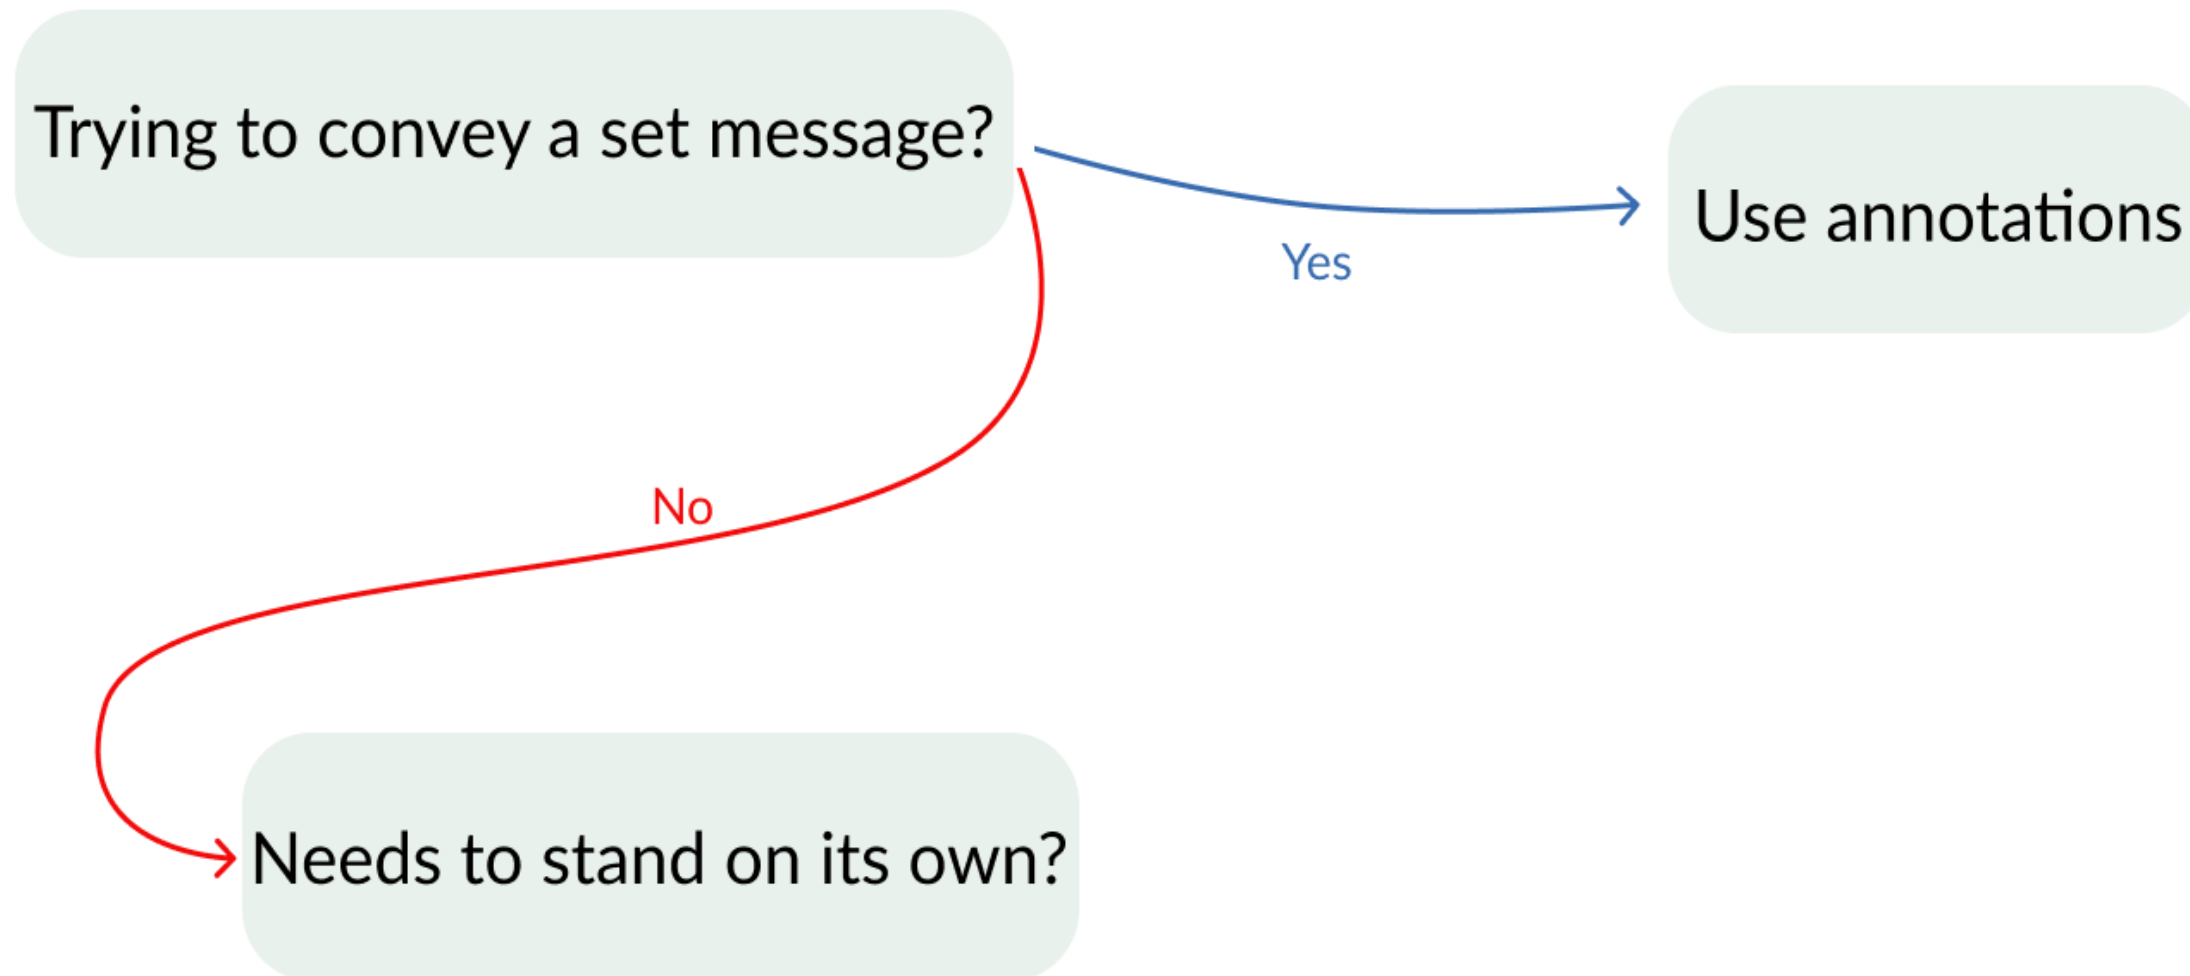 Trying to convey a set message?
Use annotations
Yes
No
Needs to stand on its own?